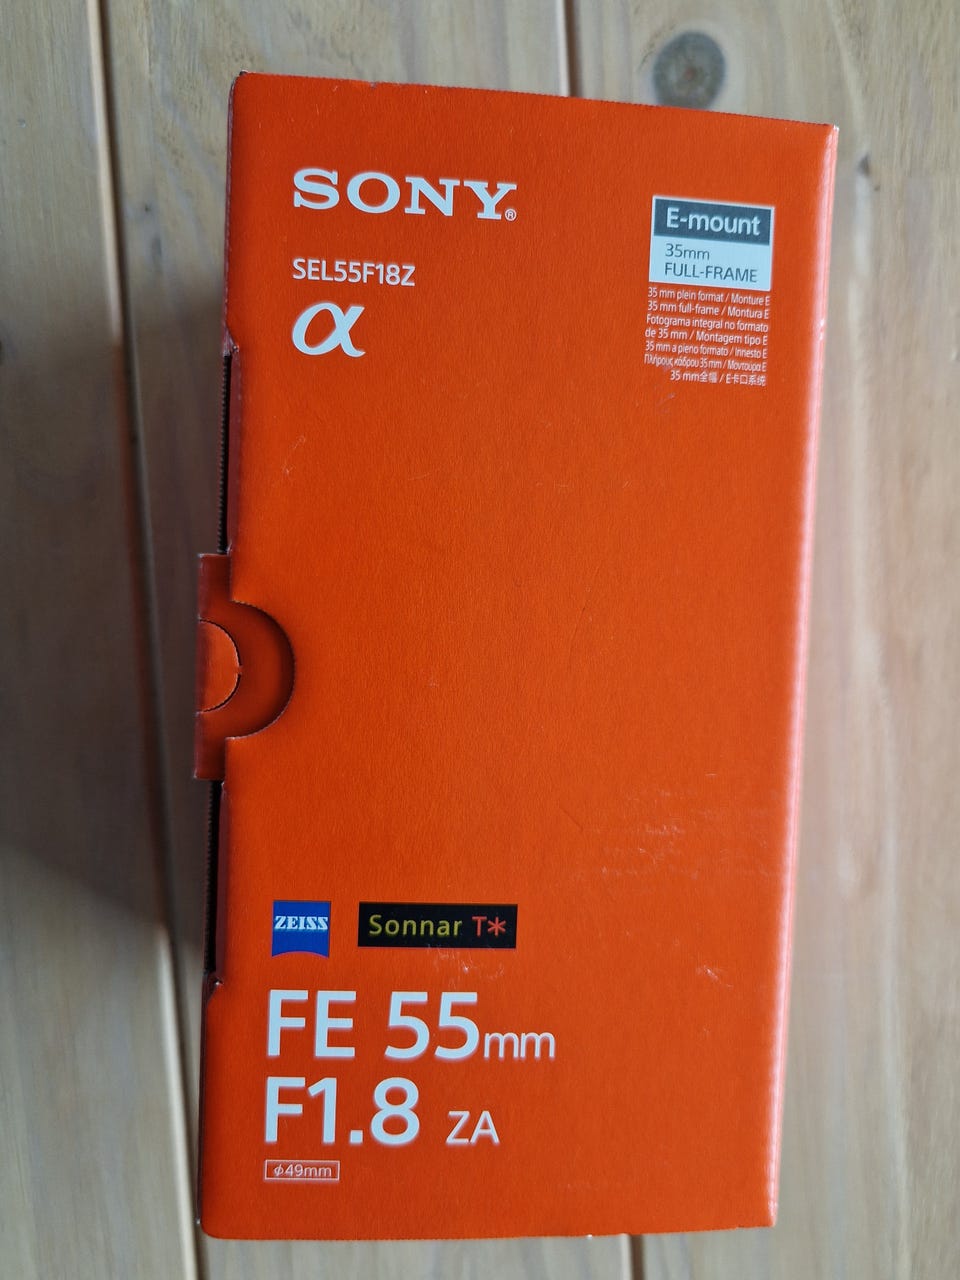 SONY®
SEL55F18Z
α
E-mount
35mm
FULL-FRAME
35 mm plein format / Monture E
35 mm full-frame / Montura E
Fotograma integral no formato
de 35 mm / Montagem tipo E
35 mm a pieno formato / Innesto E
Πλήρους κάδρου 35 mm / Μοντούρα E
35 mm全幅 / E卡口系统
ZEISS
Sonnar T*
FE 55mm
F1.8 ZA
ϕ49mm